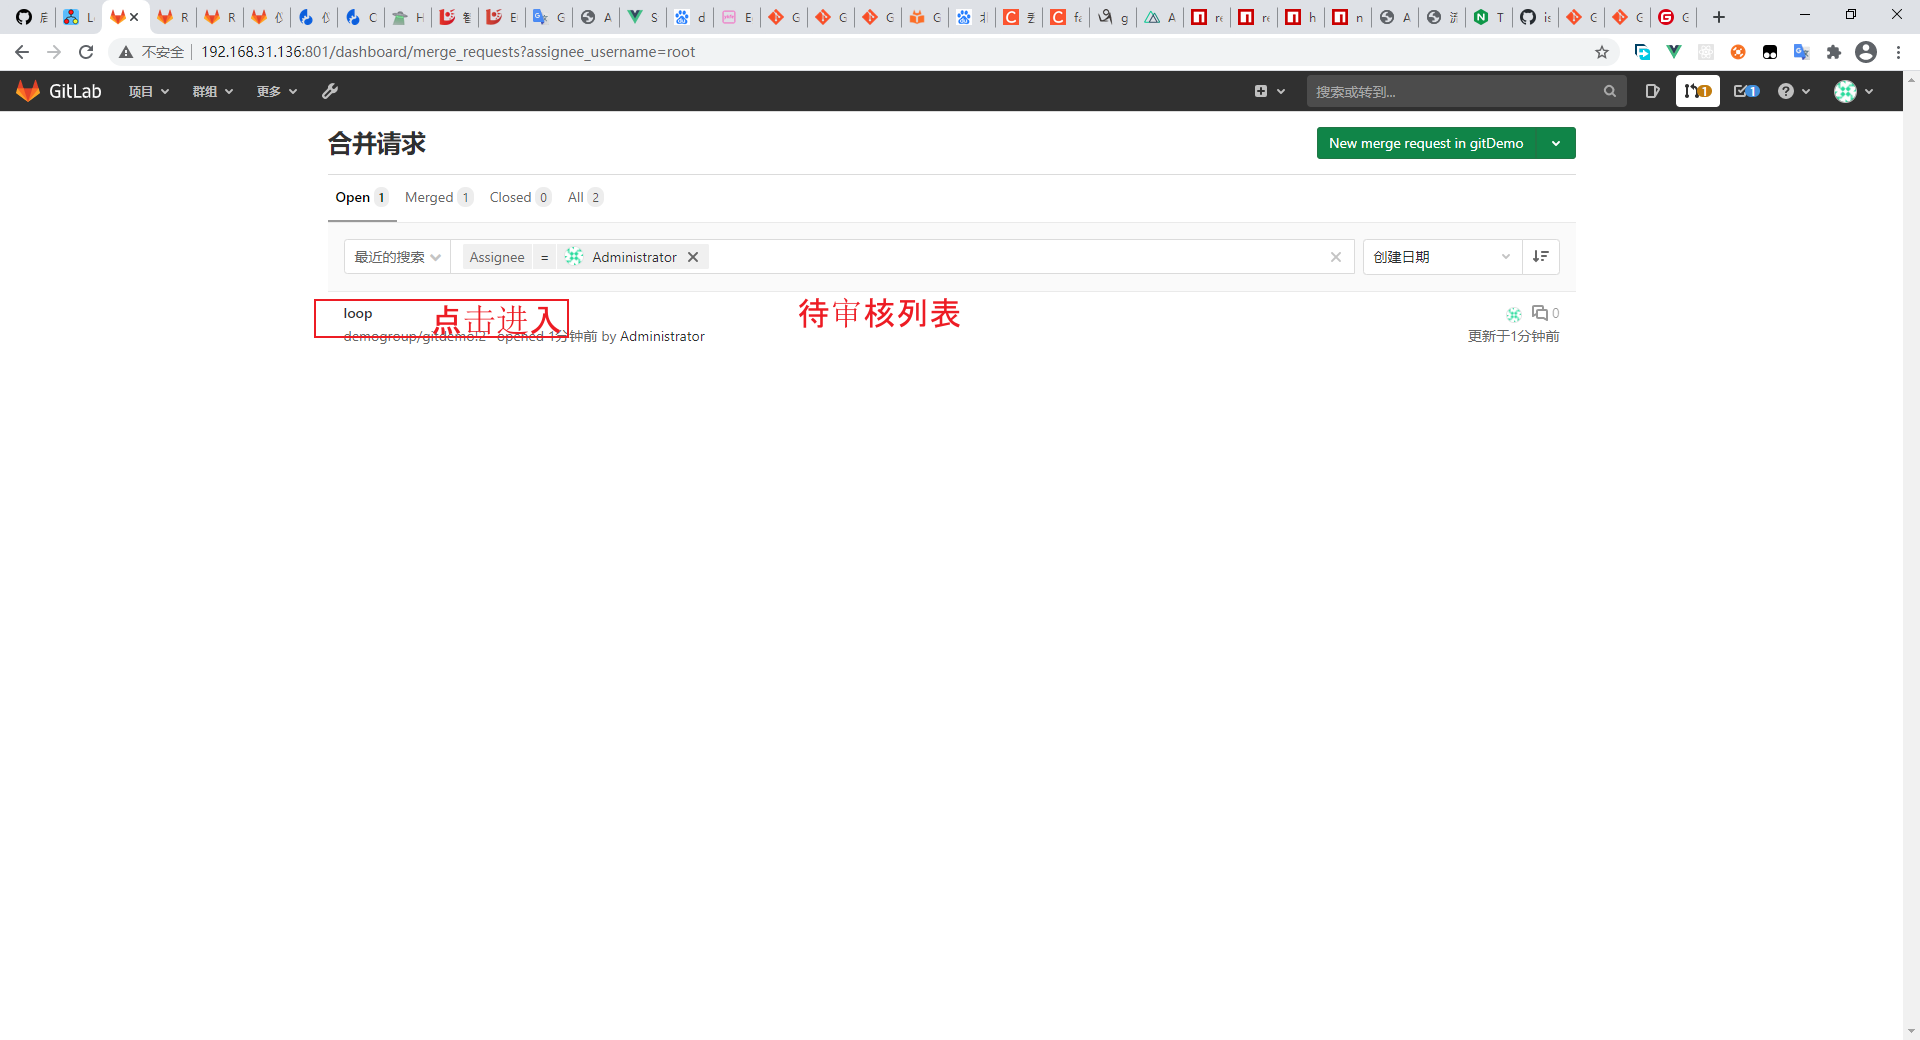 不安全 192.168.31.136:801/dashboard/merge_requests?assignee_username=root
GitLab 项目 群组 更多 搜索或转到... 1 1
合并请求 New merge request in gitDemo
Open 1 Merged 1 Closed 0 All 2
最近的搜索 Assignee = Administrator 创建日期
loop 点击进入 待审核列表 0
demogroup/gitdemo!2 · opened 1分钟前 by Administrator 更新于1分钟前